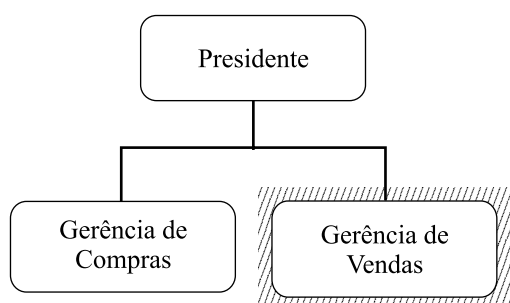 Presidente
Gerência de
Compras
Gerência de
Vendas